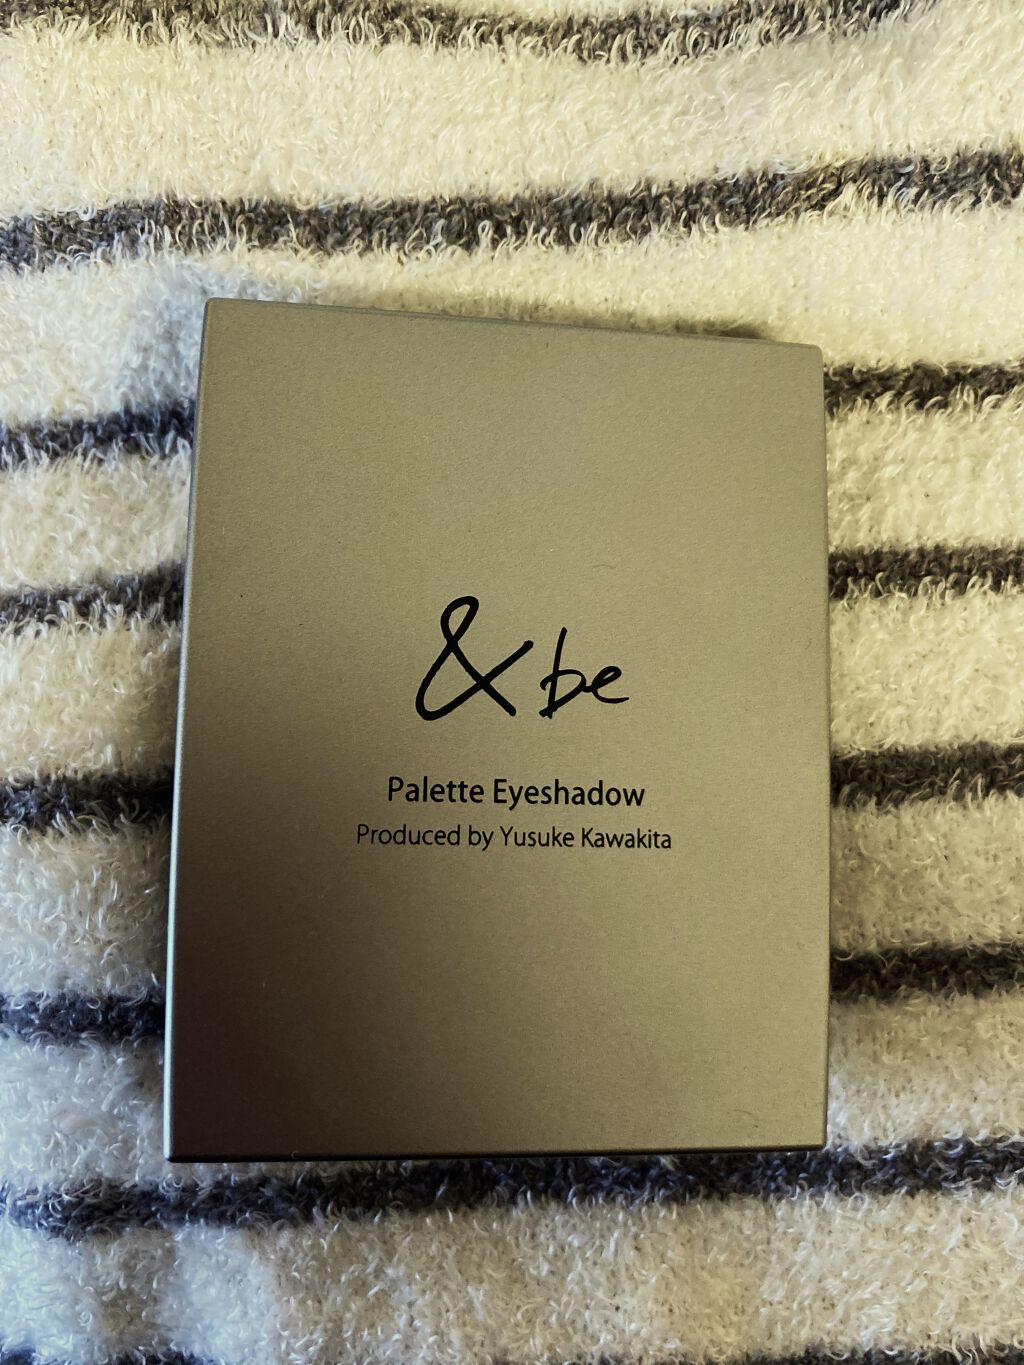 & be
Palette Eyeshadow
Produced by Yusuke Kawakita